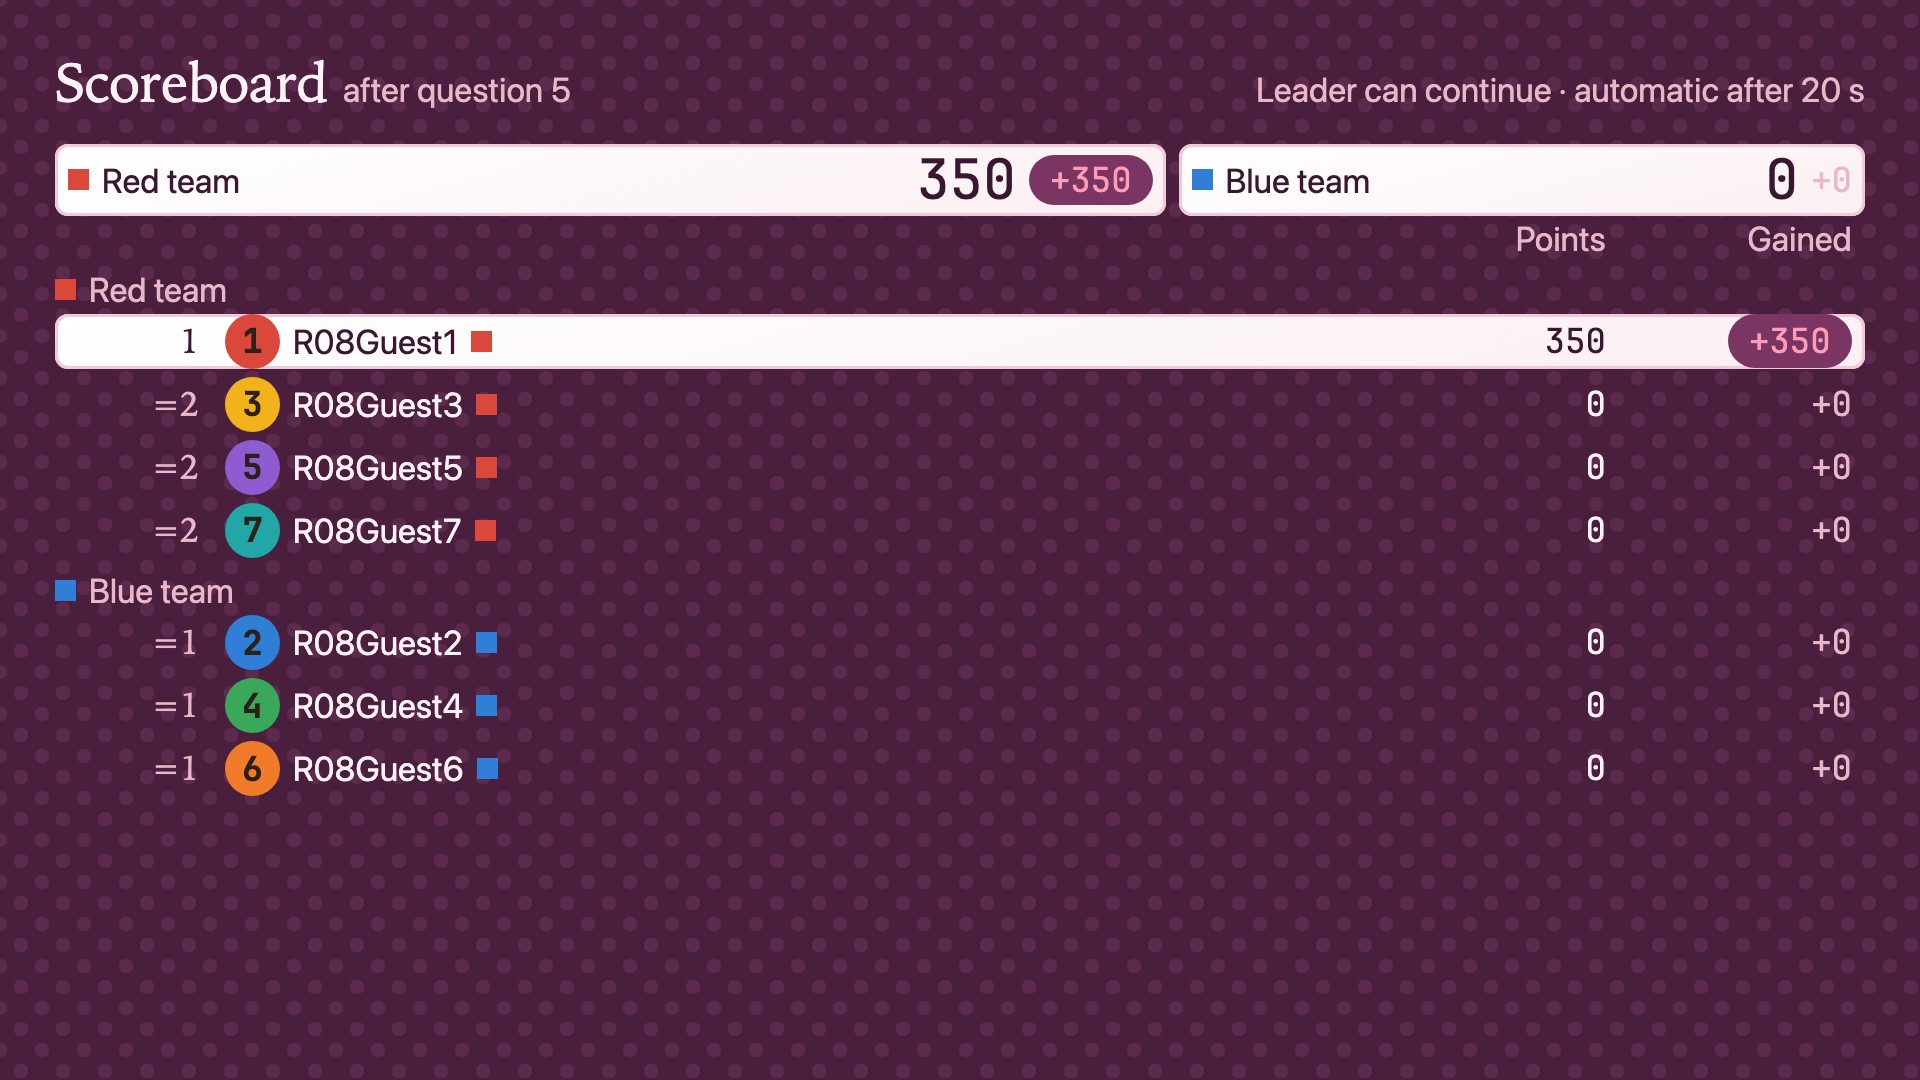 Scoreboard after question 5
Leader can continue · automatic after 20 s
Red team 350 +350
Blue team 0 +0
Points Gained
Red team
1 1 R08Guest1 350 +350
=2 3 R08Guest3 0 +0
=2 5 R08Guest5 0 +0
=2 7 R08Guest7 0 +0
Blue team
=1 2 R08Guest2 0 +0
=1 4 R08Guest4 0 +0
=1 6 R08Guest6 0 +0